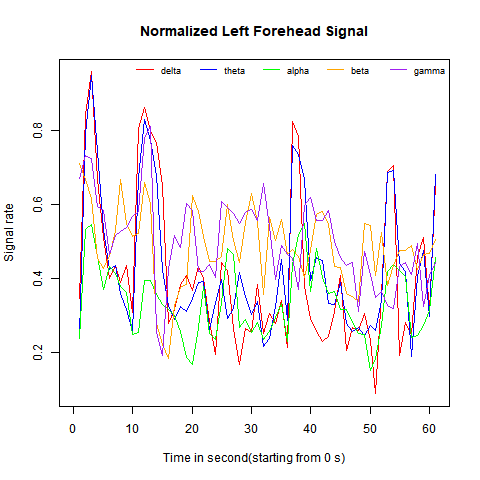 Normalized Left Forehead Signal
delta theta alpha beta gamma
Signal rate
0.8
0.6
0.4
0.2
0 10 20 30 40 50 60
Time in second(starting from 0 s)